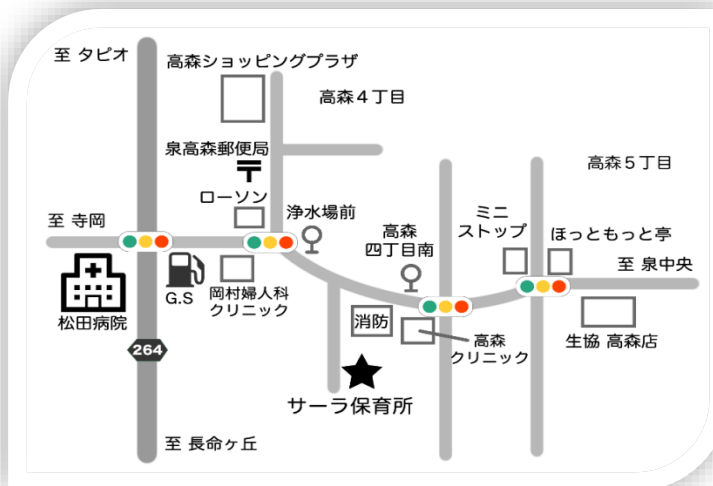 至 タピオ
高森ショッピングプラザ
高森４丁目
泉高森郵便局
高森５丁目
ローソン
至 寺岡
浄水場前
高森
四丁目南
ミニ
ストップ
ほっともっと亭
至 泉中央
G.S
岡村婦人科
クリニック
松田病院
消防
高森
クリニック
生協 高森店
264
サーラ保育所
至 長命ヶ丘